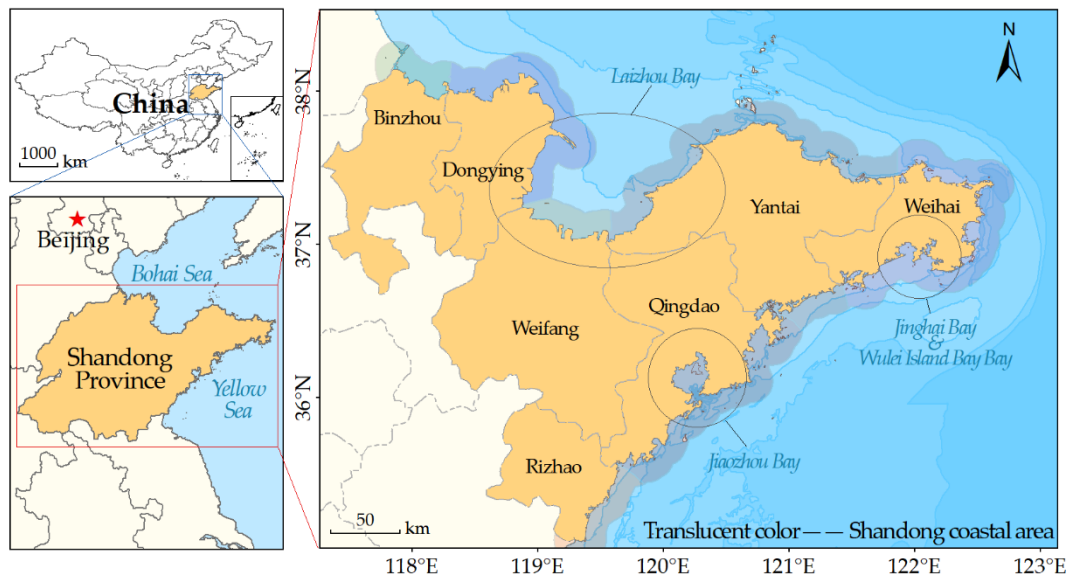 China
1000 km
Beijing
Bohai Sea
Shandong
Province
Yellow
Sea
N
Laizhou Bay
38°N
37°N
36°N
Binzhou
Dongying
Yantai
Weihai
Qingdao
Weifang
Jinghai Bay
&
Wulei Island Bay Bay
Rizhao
Jiaozhou Bay
50 km
Translucent color — — Shandong coastal area
118°E 119°E 120°E 121°E 122°E 123°E